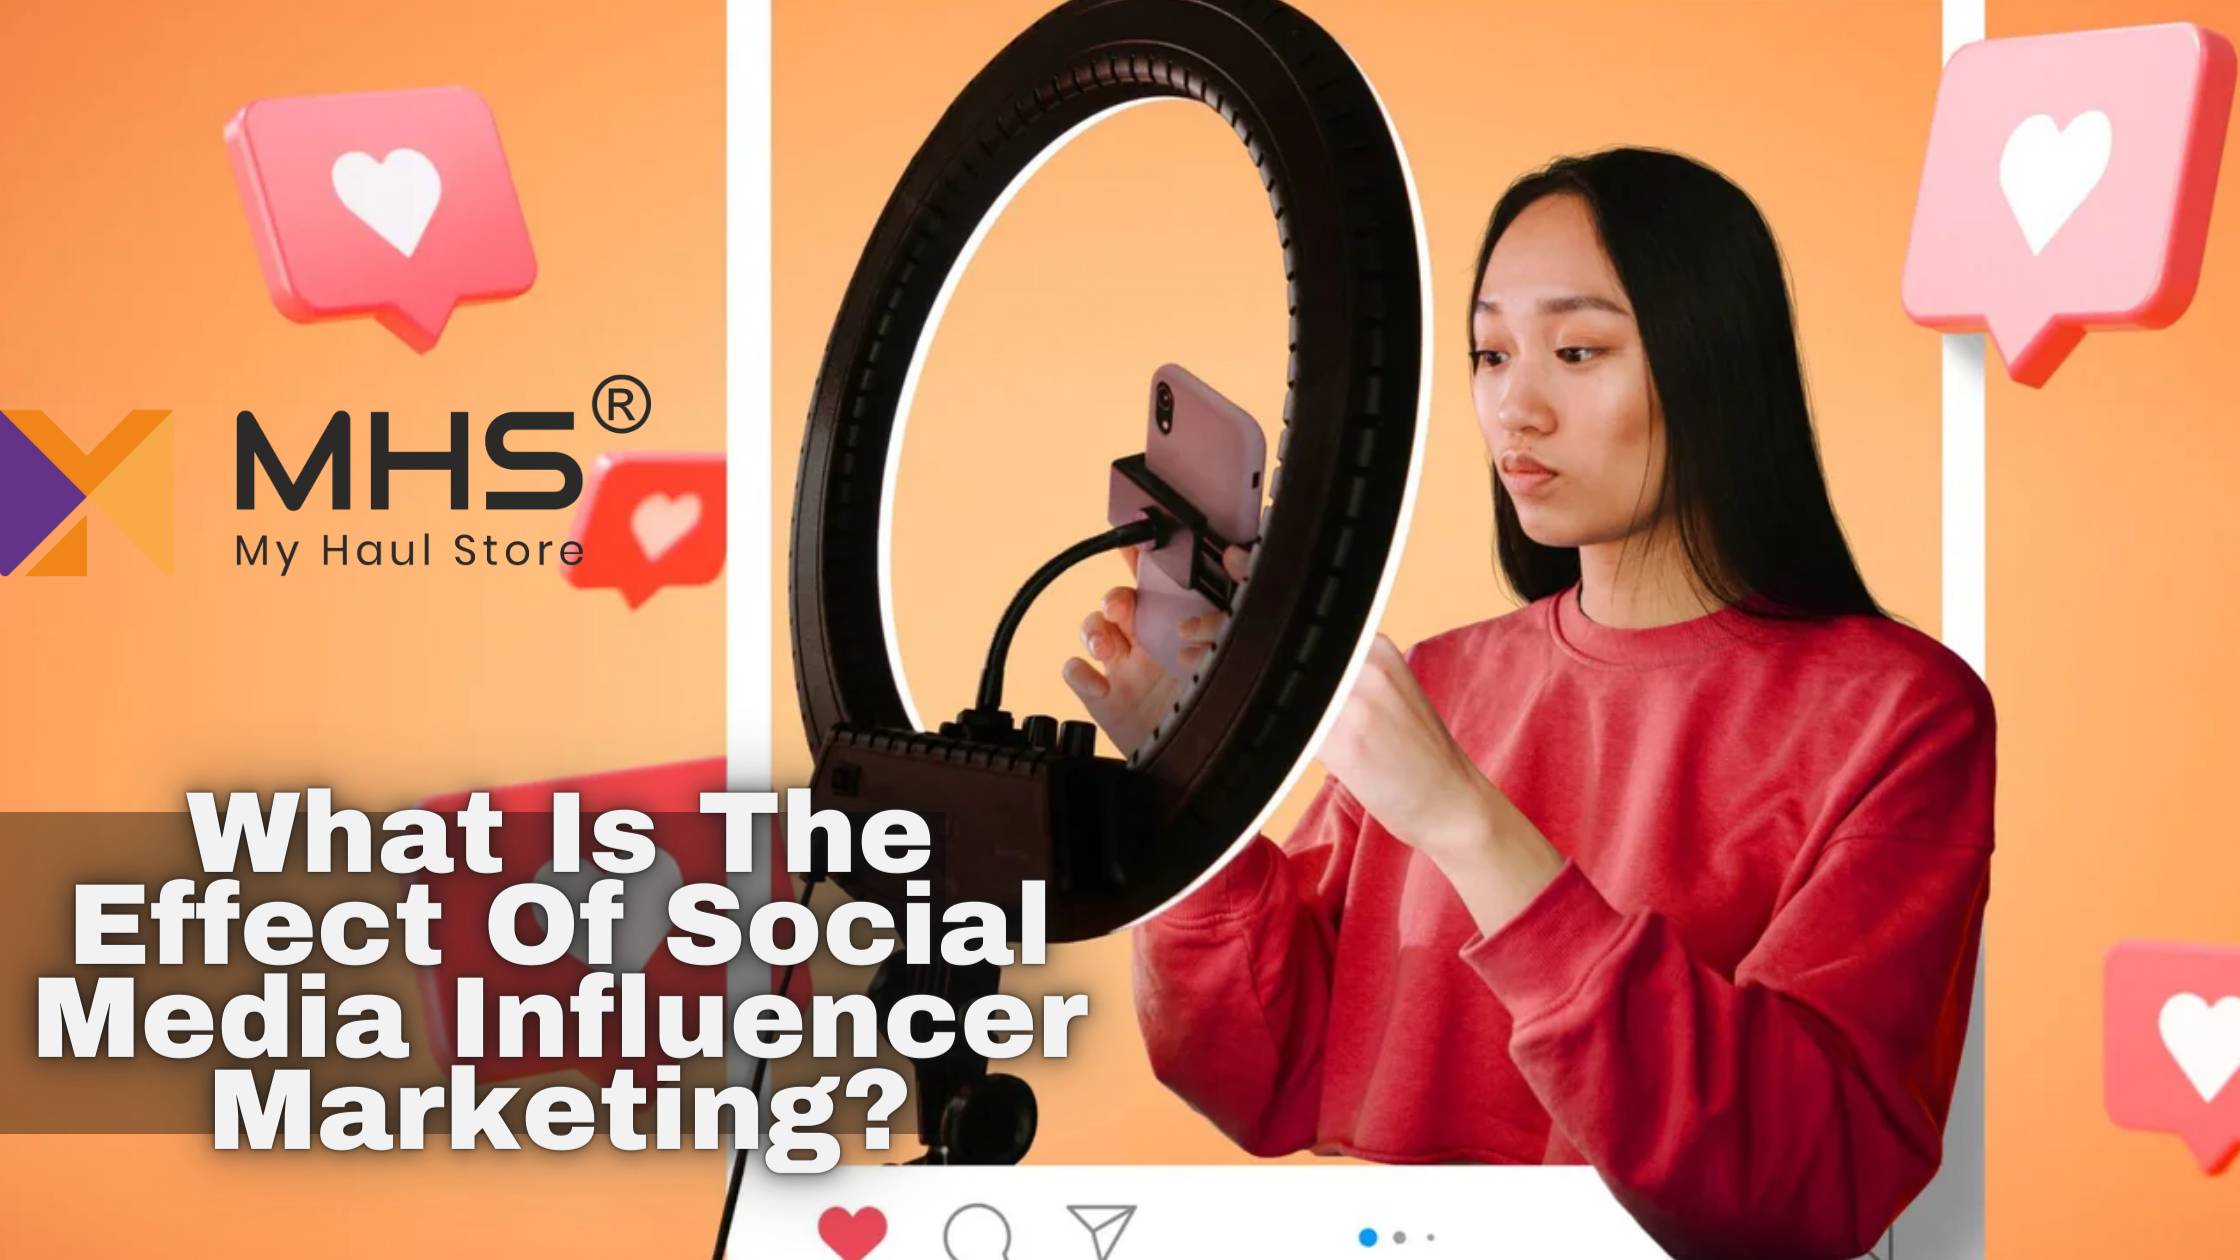 MHS®
My Haul Store
What Is The
Effect Of Social
Media Influencer
Marketing?